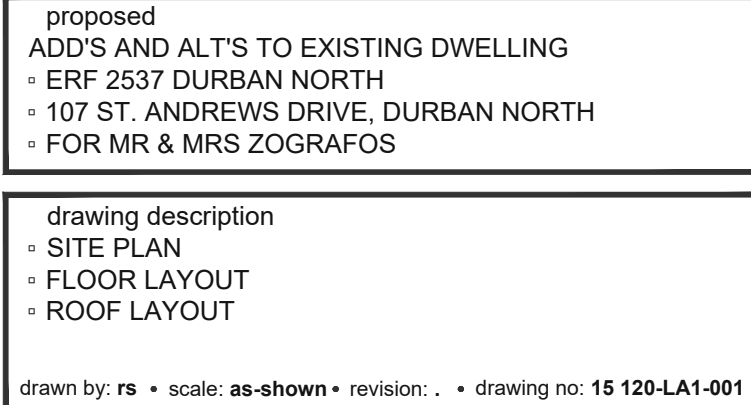 proposed
ADD'S AND ALT'S TO EXISTING DWELLING
▫ ERF 2537 DURBAN NORTH
▫ 107 ST. ANDREWS DRIVE, DURBAN NORTH
▫ FOR MR & MRS ZOGRAFOS
drawing description
▫ SITE PLAN
▫ FLOOR LAYOUT
▫ ROOF LAYOUT
drawn by: rs • scale: as-shown • revision: . • drawing no: 15 120-LA1-001